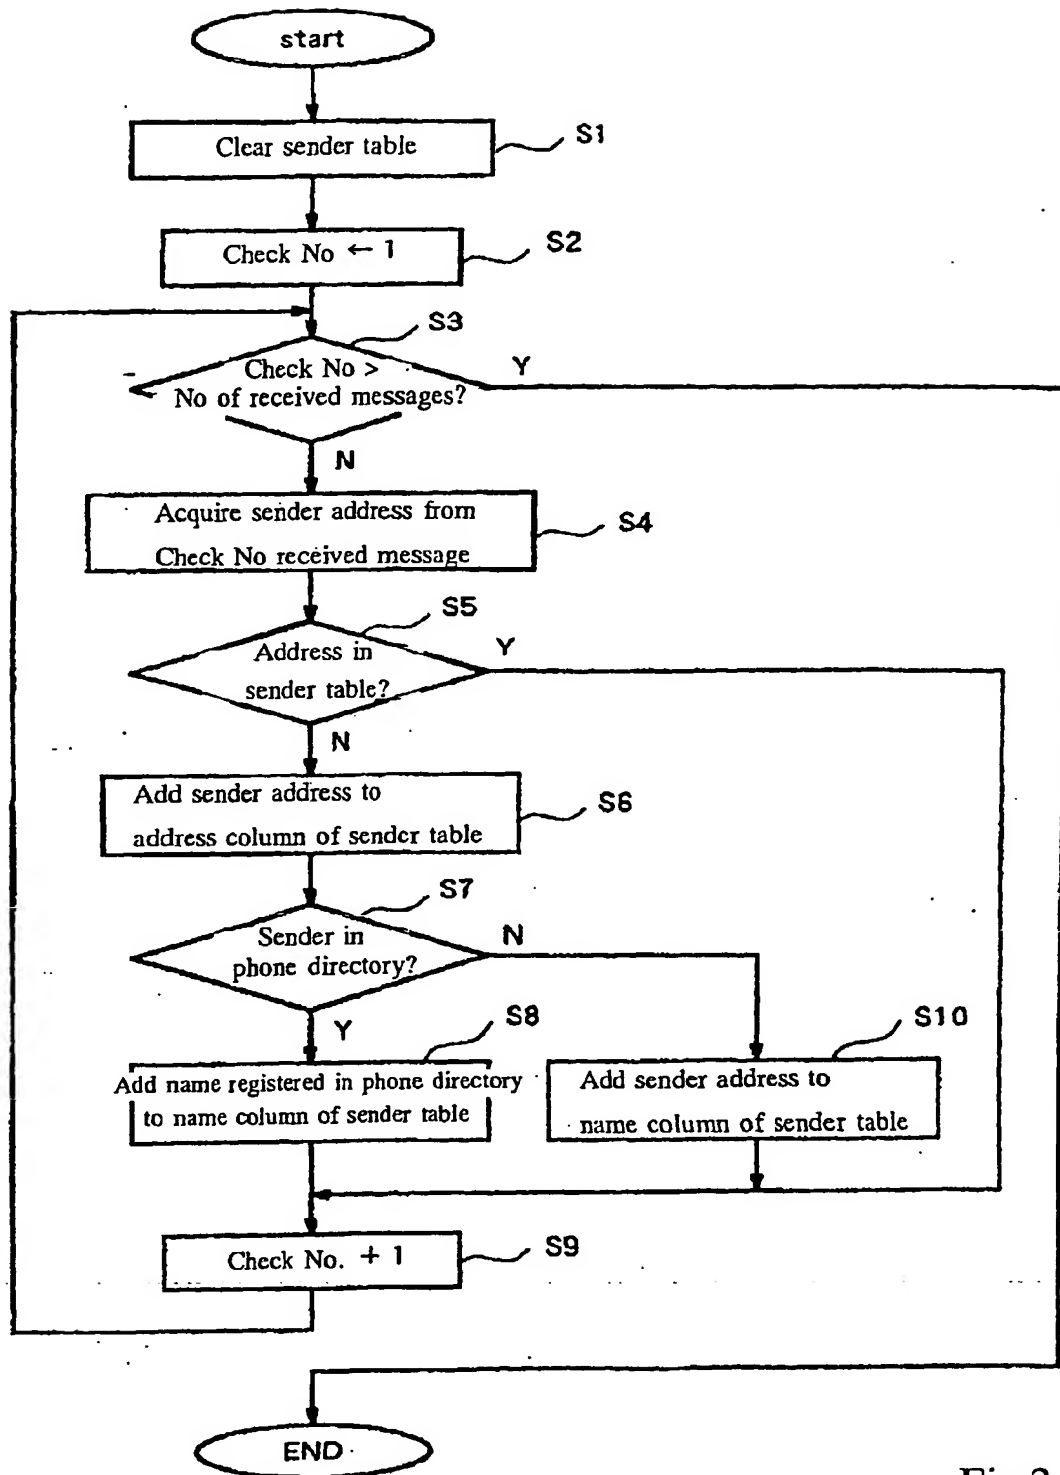 start
Clear sender table
S1
Check No ← 1
S2
S3
Check No >
No of received messages?
Y
N
Acquire sender address from
Check No received message
S4
S5
Address in
sender table?
Y
N
Add sender address to
address column of sender table
S6
S7
Sender in
phone directory?
N
Y
S8
Add name registered in phone directory
to name column of sender table
S10
Add sender address to
name column of sender table
Check No. + 1
S9
END